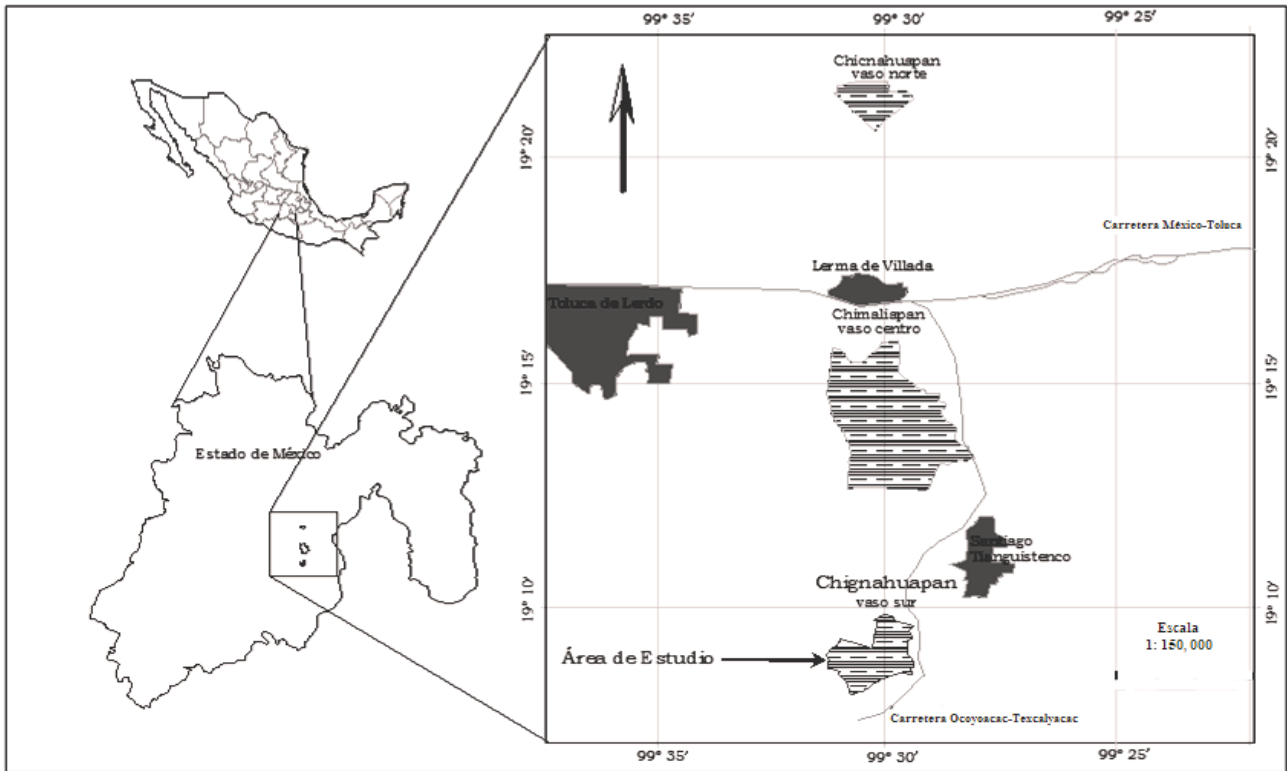 99° 35′
99° 30′
99° 25′
Chicnahuapan
vaso norte
19° 20′
19° 20′
Carretera México-Toluca
Lerma de Villada
Toluca de Lerdo
Chimaliapan
vaso centro
19° 15′
19° 15′
Estado de México
Santiago
Tianguistenco
Chignahuapan
vaso sur
19° 10′
19° 10′
Escala
1: 150, 000
Área de Estudio
Carretera Ocoyoacac-Texcalyacac
99° 35′
99° 30′
99° 25′